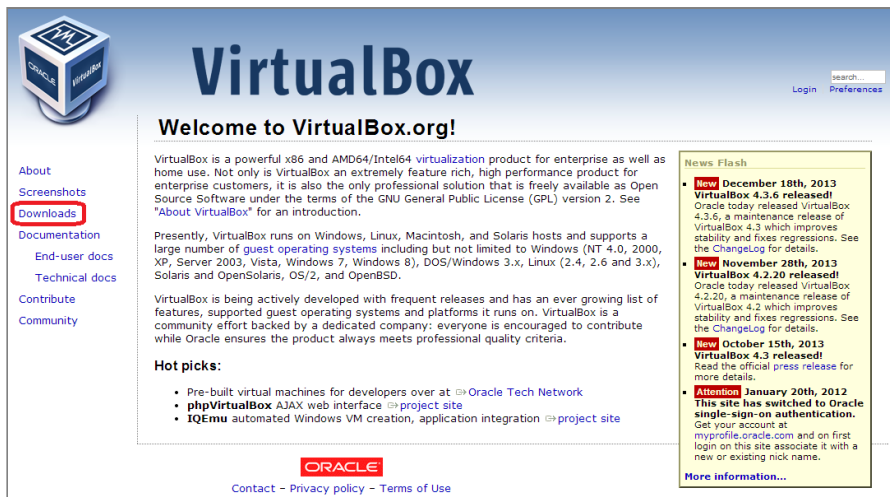 ORACLE
VirtualBox
VirtualBox
search...
Login Preferences
Welcome to VirtualBox.org!
About
Screenshots
Downloads
Documentation
End-user docs
Technical docs
Contribute
Community
VirtualBox is a powerful x86 and AMD64/Intel64 virtualization product for enterprise as well as
home use. Not only is VirtualBox an extremely feature rich, high performance product for
enterprise customers, it is also the only professional solution that is freely available as Open
Source Software under the terms of the GNU General Public License (GPL) version 2. See
"About VirtualBox" for an introduction.
Presently, VirtualBox runs on Windows, Linux, Macintosh, and Solaris hosts and supports a
large number of guest operating systems including but not limited to Windows (NT 4.0, 2000,
XP, Server 2003, Vista, Windows 7, Windows 8), DOS/Windows 3.x, Linux (2.4, 2.6 and 3.x),
Solaris and OpenSolaris, OS/2, and OpenBSD.
VirtualBox is being actively developed with frequent releases and has an ever growing list of
features, supported guest operating systems and platforms it runs on. VirtualBox is a
community effort backed by a dedicated company: everyone is encouraged to contribute
while Oracle ensures the product always meets professional quality criteria.
Hot picks:
• Pre-built virtual machines for developers over at Oracle Tech Network
• phpVirtualBox AJAX web interface project site
• IQEmu automated Windows VM creation, application integration project site
News Flash
New December 18th, 2013
VirtualBox 4.3.6 released!
Oracle today released VirtualBox
4.3.6, a maintenance release of
VirtualBox 4.3 which improves
stability and fixes regressions. See
the ChangeLog for details.
New November 28th, 2013
VirtualBox 4.2.20 released!
Oracle today released VirtualBox
4.2.20, a maintenance release of
VirtualBox 4.2 which improves
stability and fixes regressions. See
the ChangeLog for details.
New October 15th, 2013
VirtualBox 4.3 released!
Read the official press release for
more details.
Attention January 20th, 2012
This site has switched to Oracle
single-sign-on authentication.
Get your account at
myprofile.oracle.com and on first
login on this site associate it with a
new or existing nick name.
More information...
ORACLE
Contact – Privacy policy – Terms of Use